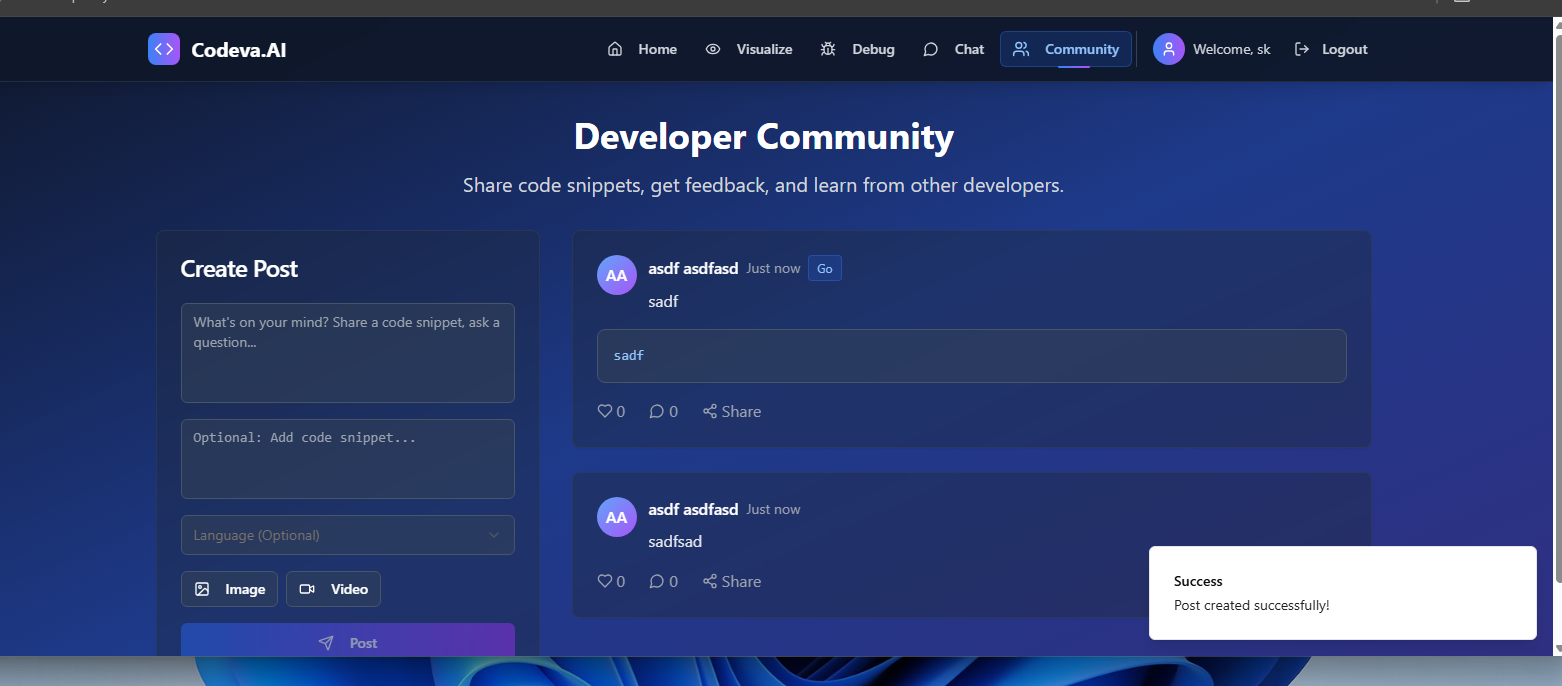 Codeva.AI
Home
Visualize
Debug
Chat
Community
Welcome, sk
Logout
Developer Community
Share code snippets, get feedback, and learn from other developers.
Create Post
What's on your mind? Share a code snippet, ask a
question...
Optional: Add code snippet...
Language (Optional)
Image
Video
Post
AA
asdf asdfasd
Just now
Go
sadf
sadf
0
0
Share
AA
asdf asdfasd
Just now
sadfsad
0
0
Share
Success
Post created successfully!